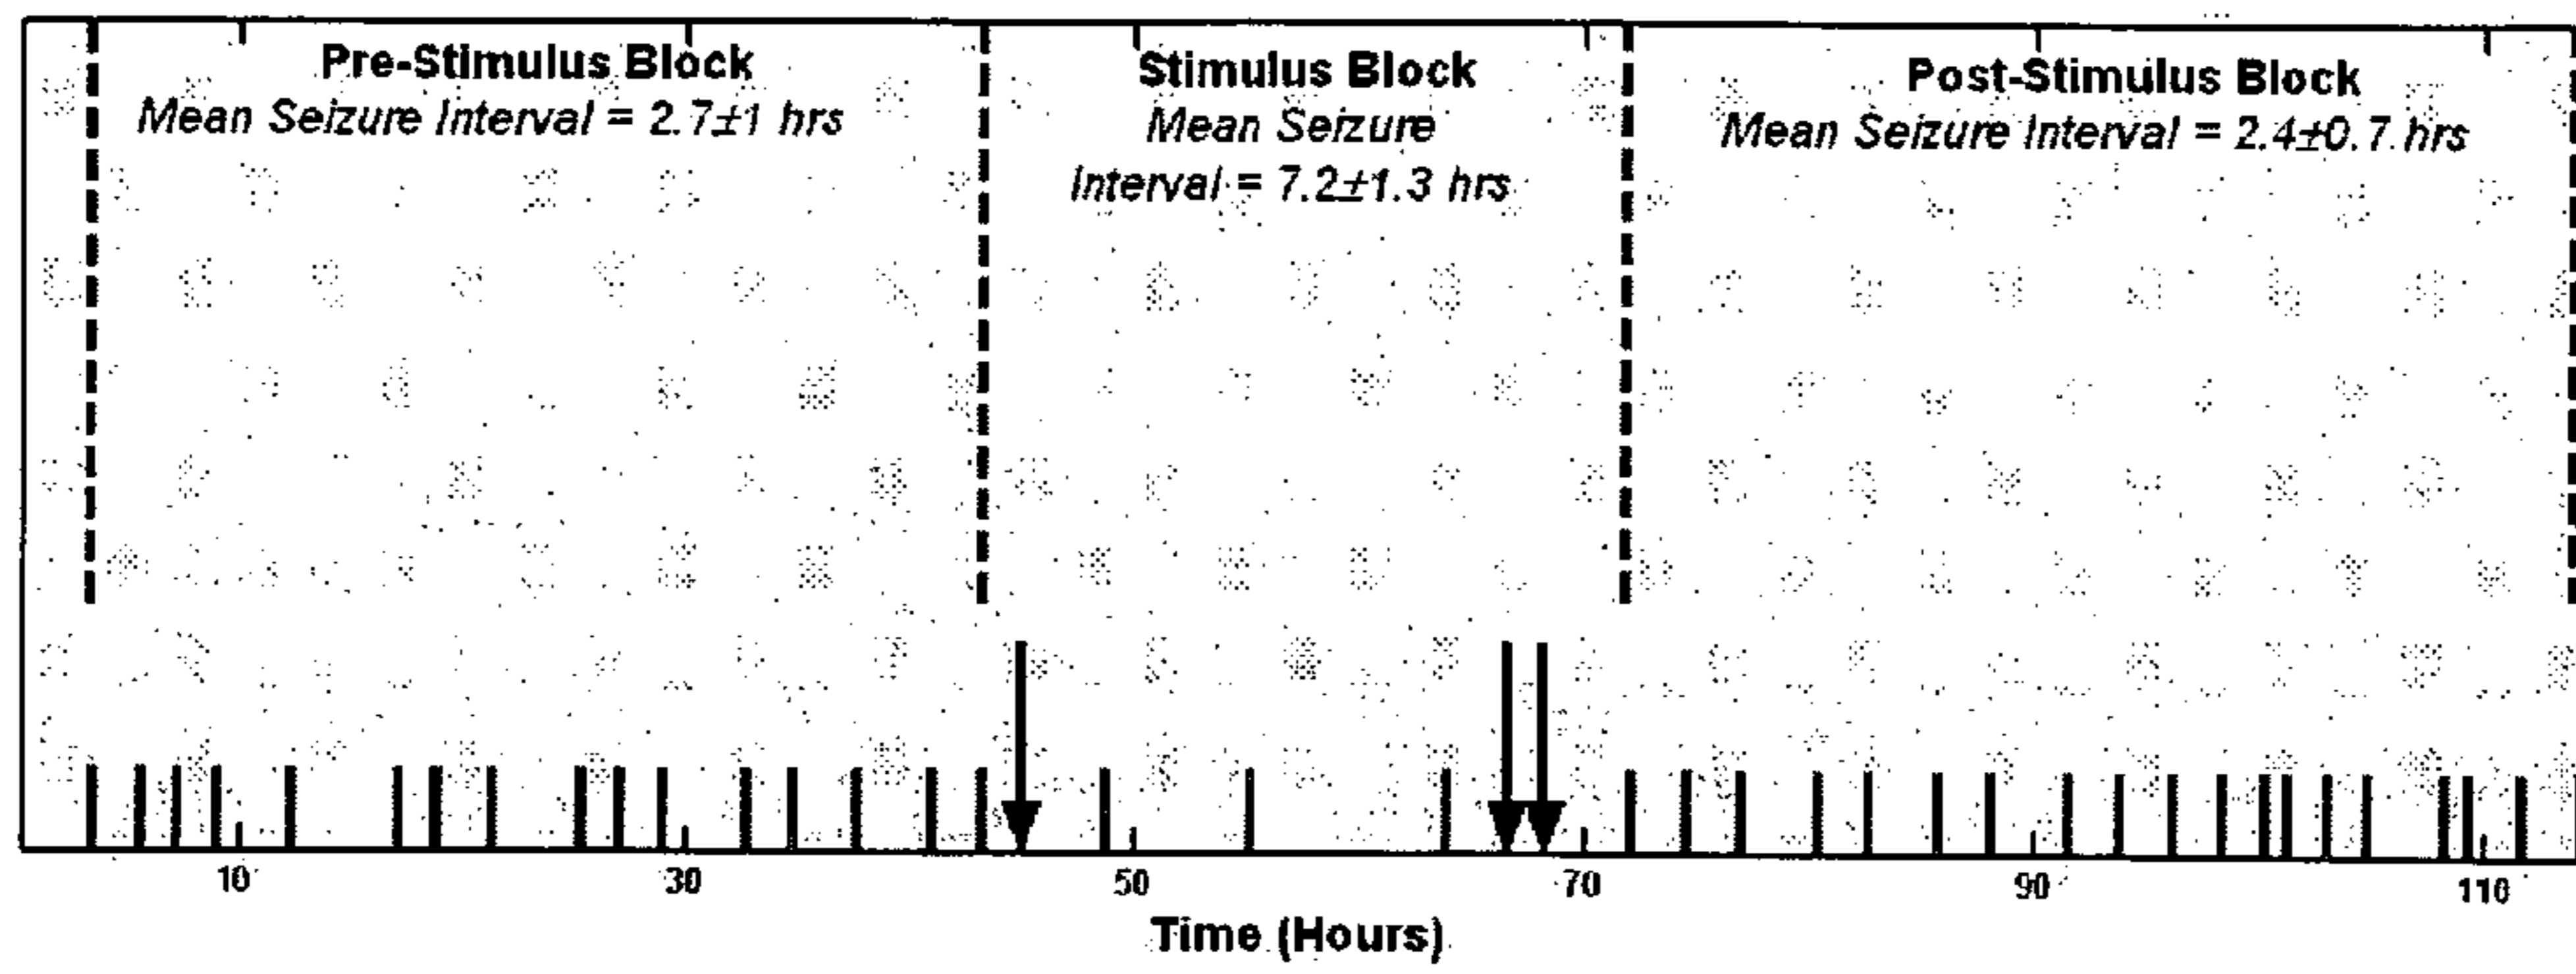 Pre-Stimulus Block
Mean Seizure Interval = 2.7±1 hrs
Stimulus Block
Mean Seizure
Interval = 7.2±1.3 hrs
Post-Stimulus Block
Mean Seizure Interval = 2.4±0.7 hrs
10 30 50 70 90 110
Time (Hours)